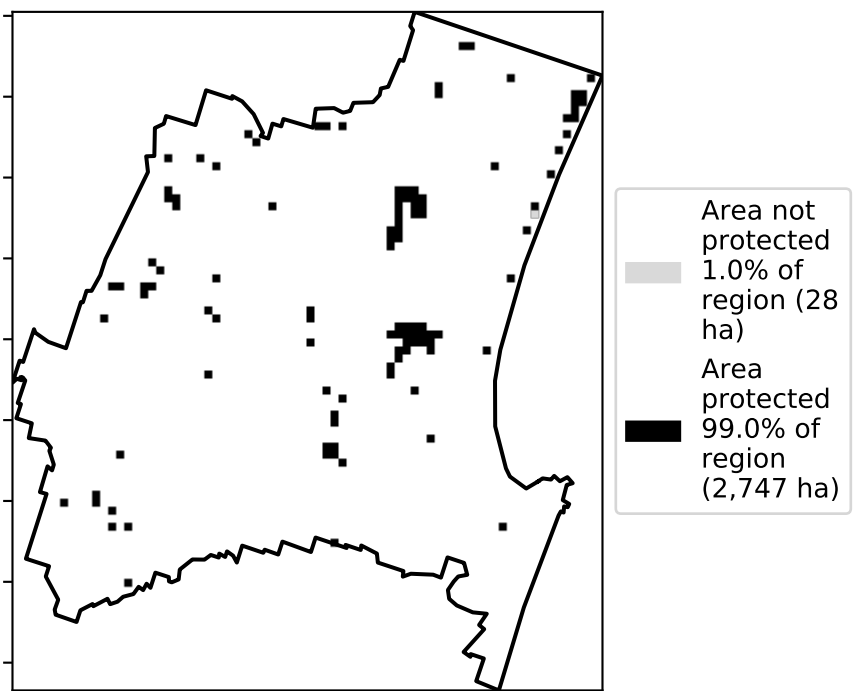 Area not
protected
1.0% of
region (28
ha)
Area
protected
99.0% of
region
(2,747 ha)